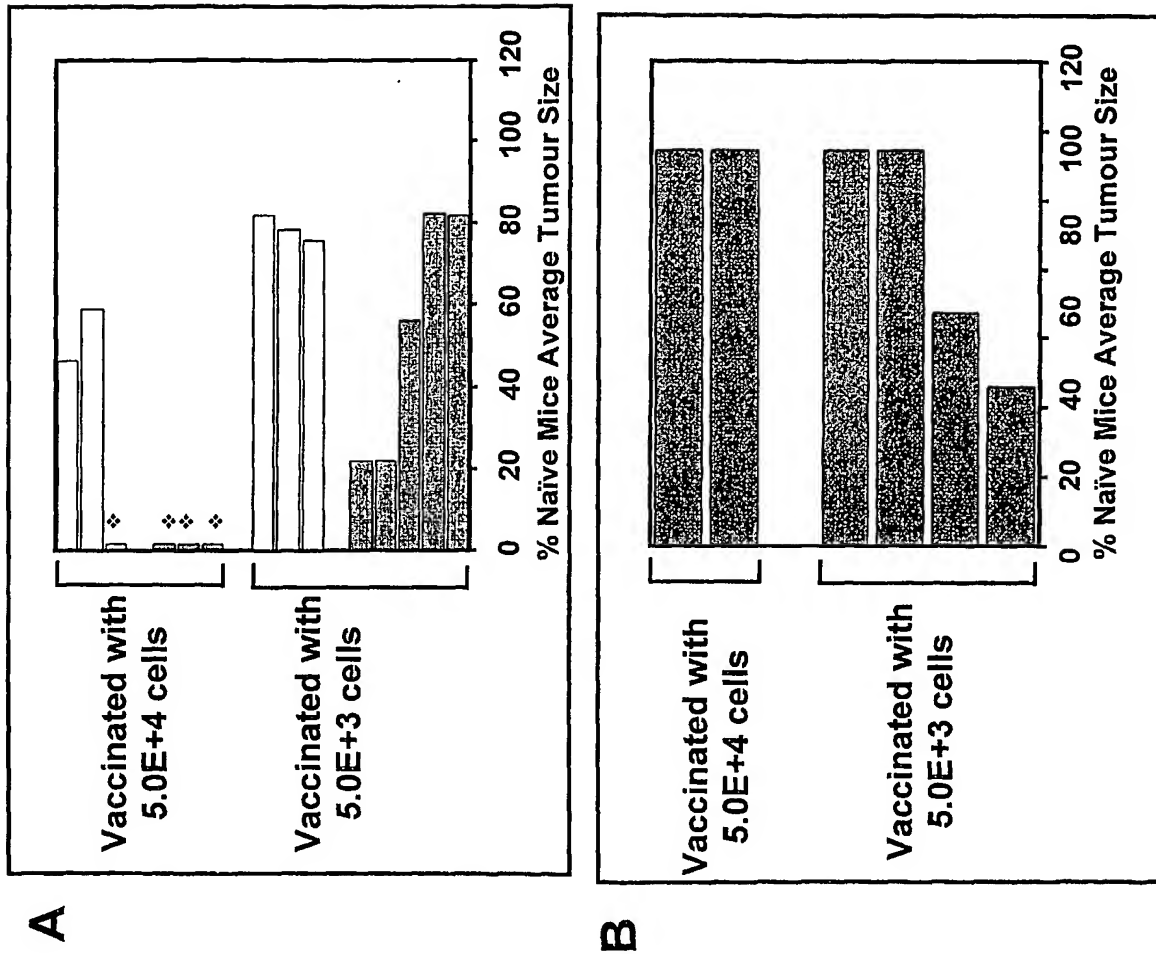 A
Vaccinated with
5.0E+4 cells
❖
❖
❖
❖
Vaccinated with
5.0E+3 cells
0 20 40 60 80 100 120
% Naïve Mice Average Tumour Size
B
Vaccinated with
5.0E+4 cells
Vaccinated with
5.0E+3 cells
0 20 40 60 80 100 120
% Naïve Mice Average Tumour Size